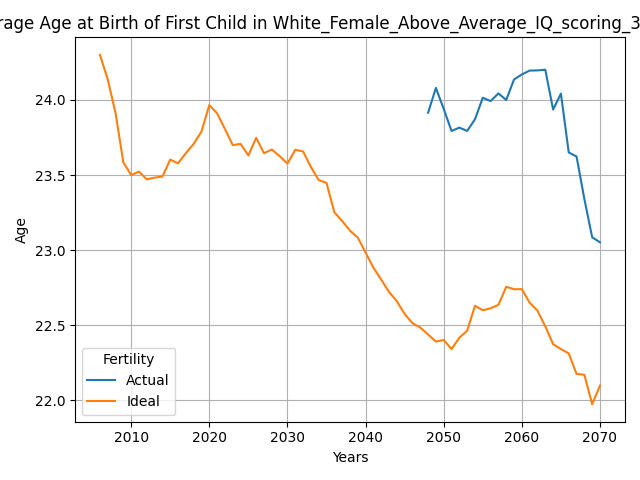 rage Age at Birth of First Child in White_Female_Above_Average_IQ_scoring_3
Age
24.0
23.5
23.0
22.5
22.0
Fertility
Actual
Ideal
2010 2020 2030 2040 2050 2060 2070
Years